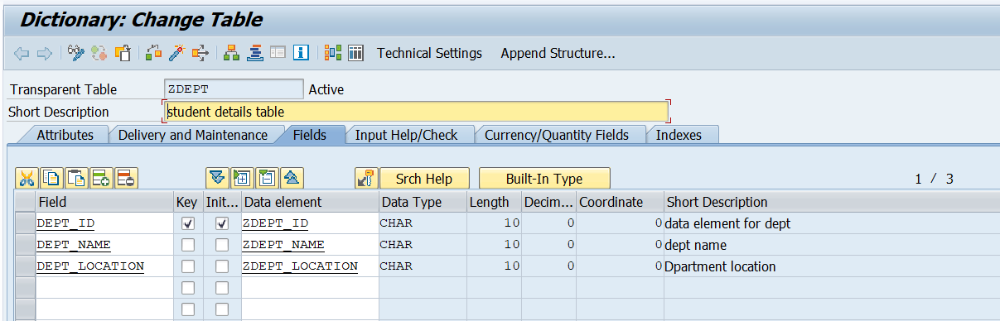 Dictionary: Change Table
Technical Settings Append Structure...
Transparent Table ZDEPT Active
Short Description student details table
Attributes Delivery and Maintenance Fields Input Help/Check Currency/Quantity Fields Indexes
Srch Help Built-In Type 1 / 3
Field Key Init... Data element Data Type Length Decim... Coordinate Short Description
DEPT_ID ZDEPT_ID CHAR 10 0 0 data element for dept
DEPT_NAME ZDEPT_NAME CHAR 10 0 0 dept name
DEPT_LOCATION ZDEPT_LOCATION CHAR 10 0 0 Dpartment location